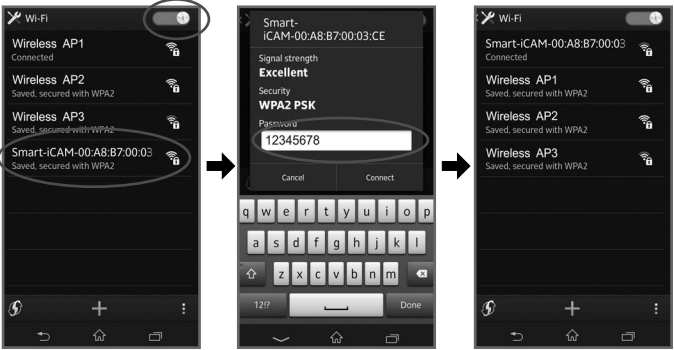 Wi-Fi
Wireless AP1
Connected
Wireless AP2
Saved, secured with WPA2
Wireless AP3
Saved, secured with WPA2
Smart-iCAM-00:A8:B7:00:03
Saved, secured with WPA2
Smart-
iCAM-00:A8:B7:00:03:CE
Signal strength
Excellent
Security
WPA2 PSK
Password
12345678
Cancel Connect
q w e r t y u i o p
a s d f g h j k l
z x c v b n m
12!? Done
Wi-Fi
Smart-iCAM-00:A8:B7:00:03
Connected
Wireless AP1
Saved, secured with WPA2
Wireless AP2
Saved, secured with WPA2
Wireless AP3
Saved, secured with WPA2